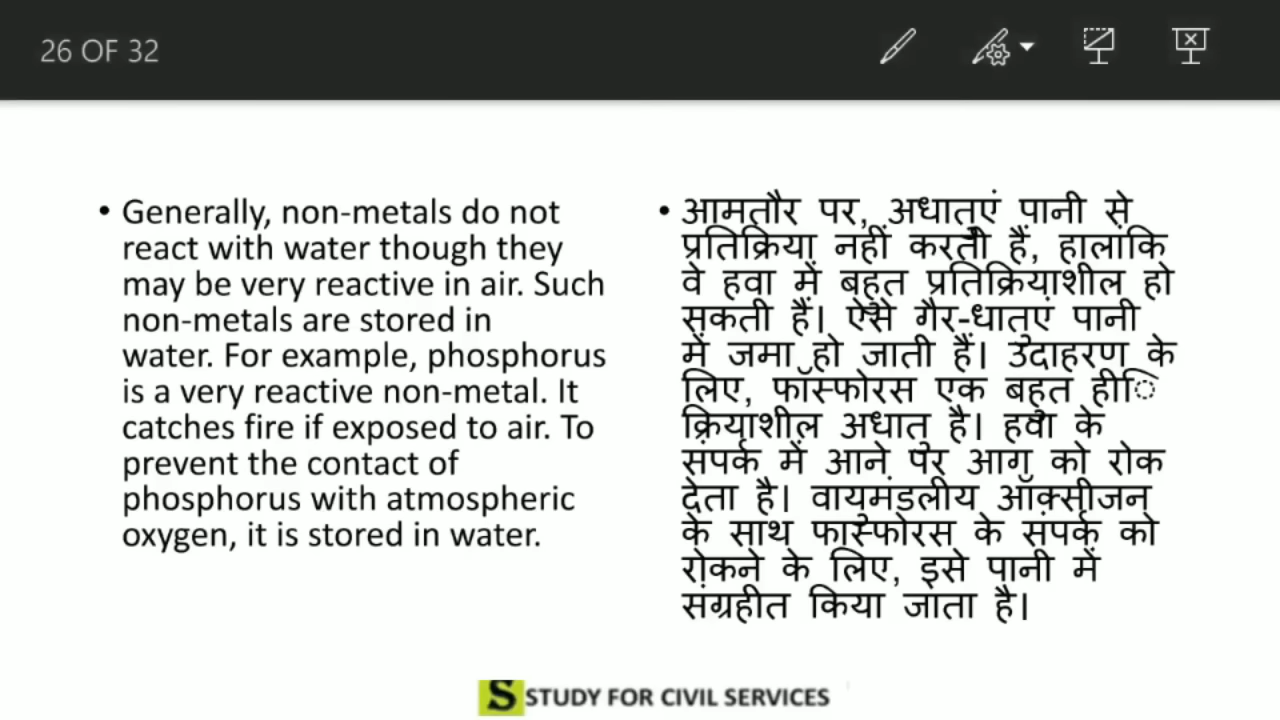 26 OF 32
• Generally, non-metals do not
react with water though they
may be very reactive in air. Such
non-metals are stored in
water. For example, phosphorus
is a very reactive non-metal. It
catches fire if exposed to air. To
prevent the contact of
phosphorus with atmospheric
oxygen, it is stored in water.
• आमतौर पर, अधातुएं पानी से
प्रतिक्रिया नहीं करती हैं, हालांकि
वे हवा में बहुत प्रतिक्रियाशील हो
सकती हैं। ऐसे गैर-धातुएं पानी
में जमा हो जाती हैं। उदाहरण के
लिए, फॉस्फोरस एक बहुत हीि
क्रियाशील अधातु है। हवा के
संपर्क में आने पर आग को रोक
देता है। वायुमंडलीय ऑक्सीजन
के साथ फास्फोरस के संपर्क को
रोकने के लिए, इसे पानी में
संग्रहीत किया जाता है।
S STUDY FOR CIVIL SERVICES